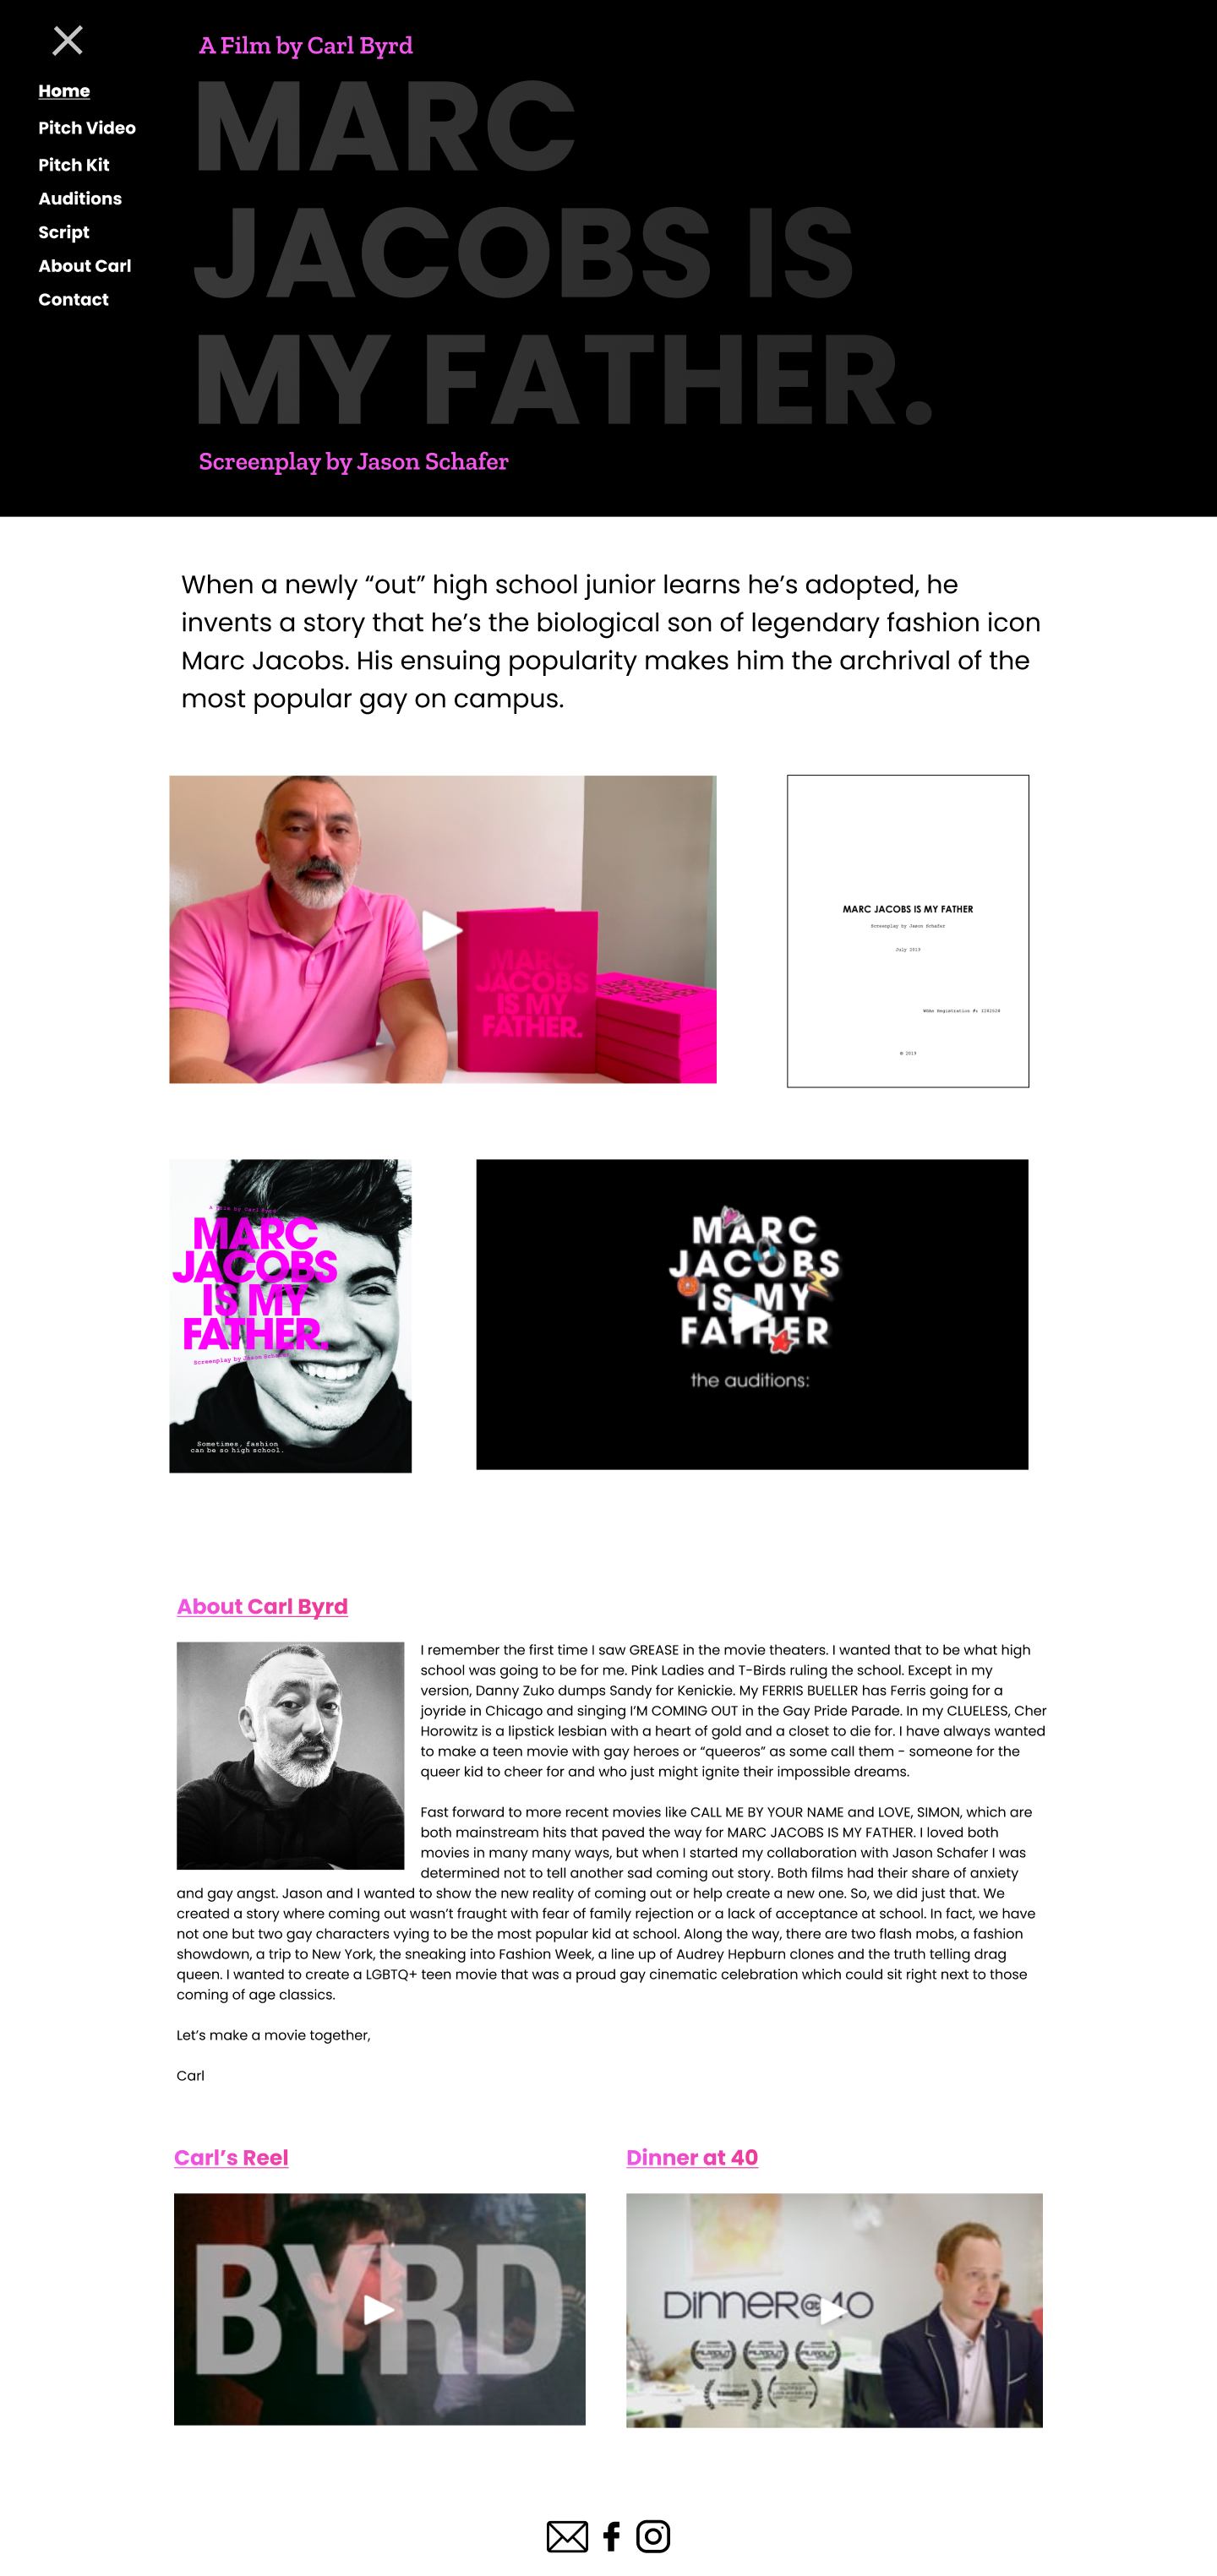 A Film by Carl Byrd
Home
Pitch Video
Pitch Kit
Auditions
Script
About Carl
Contact
MARC
JACOBS IS
MY FATHER.
Screenplay by Jason Schafer
When a newly “out” high school junior learns he’s adopted, he
invents a story that he’s the biological son of legendary fashion icon
Marc Jacobs. His ensuing popularity makes him the archrival of the
most popular gay on campus.
MARC
JACOBS
IS MY
FATHER.
MARC JACOBS IS MY FATHER
Screenplay by Jason Schafer
July 2019
© 2019
A Film by Carl Byrd
MARC
JACOBS
IS MY
FATHER.
Screenplay by Jason Schafer
Sometimes, fashion
can be so high school.
MARC
JACOBS
IS MY
FATHER
the auditions:
About Carl Byrd
I remember the first time I saw GREASE in the movie theaters. I wanted that to be what high
school was going to be for me. Pink Ladies and T-Birds ruling the school. Except in my
version, Danny Zuko dumps Sandy for Kenickie. My FERRIS BUELLER has Ferris going for a
joyride in Chicago and singing I’M COMING OUT in the Gay Pride Parade. In my CLUELESS, Cher
Horowitz is a lipstick lesbian with a heart of gold and a closet to die for. I have always wanted
to make a teen movie with gay heroes or “queeros” as some call them - someone for the
queer kid to cheer for and who just might ignite their impossible dreams.
Fast forward to more recent movies like CALL ME BY YOUR NAME and LOVE, SIMON, which are
both mainstream hits that paved the way for MARC JACOBS IS MY FATHER. I loved both
movies in many many ways, but when I started my collaboration with Jason Schafer I was
determined not to tell another sad coming out story. Both films had their share of anxiety
and gay angst. Jason and I wanted to show the new reality of coming out or help create a new one. So, we did just that. We
created a story where coming out wasn’t fraught with fear of family rejection or a lack of acceptance at school. In fact, we have
not one but two gay characters vying to be the most popular kid at school. Along the way, there are two flash mobs, a fashion
showdown, a trip to New York, the sneaking into Fashion Week, a line up of Audrey Hepburn clones and the truth telling drag
queen. I wanted to create a LGBTQ+ teen movie that was a proud gay cinematic celebration which could sit right next to those
coming of age classics.
Let’s make a movie together,
Carl
Carl’s Reel
Dinner at 40
BYRD
DINNER@40